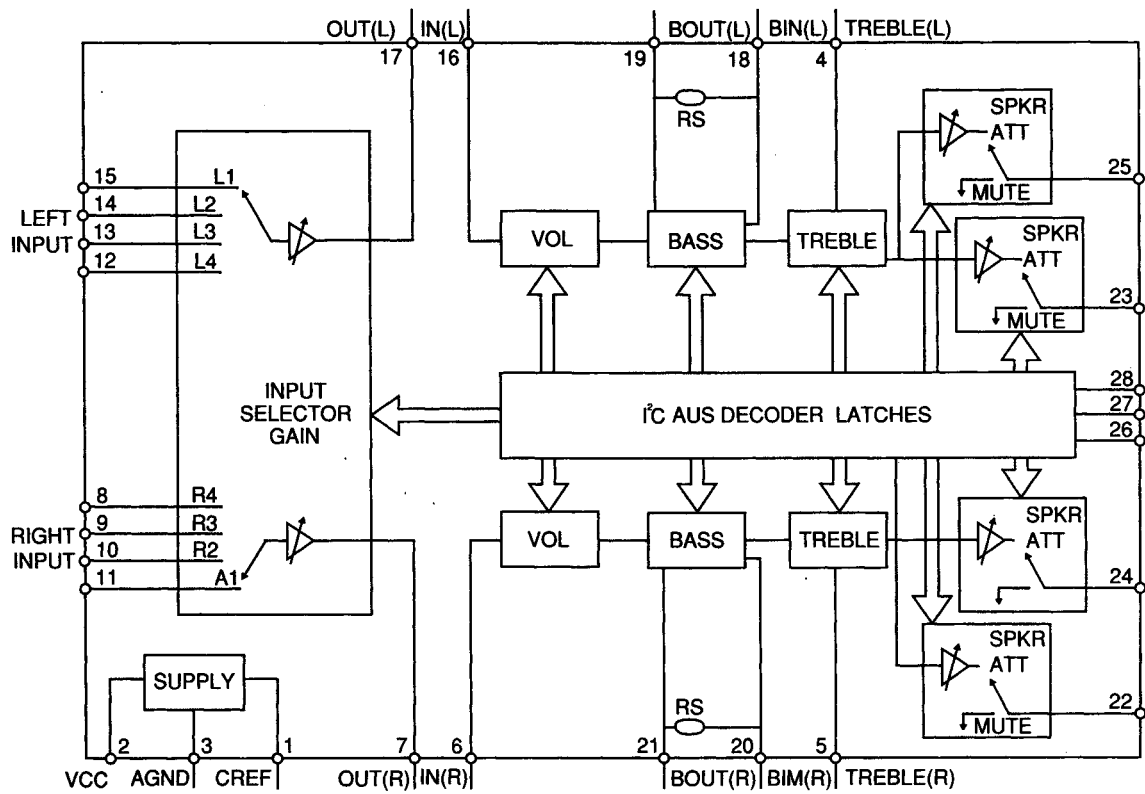 OUT(L) IN(L) BOUT(L) BIN(L) TREBLE(L)
17 16 19 18 4
RS
SPKR
ATT
MUTE
25
15 L1
14 L2
13 L3
12 L4
LEFT
INPUT
VOL BASS TREBLE
SPKR
ATT
MUTE
23
INPUT
SELECTOR
GAIN
I²C AUS DECODER LATCHES
28
27
26
8 R4
9 R3
10 R2
11 A1
RIGHT
INPUT
VOL BASS TREBLE
SPKR
ATT
24
SPKR
ATT
MUTE
22
SUPPLY
RS
2 3 1 7 6 21 20 5
VCC AGND CREF OUT(R) IN(R) BOUT(R) BIM(R) TREBLE(R)